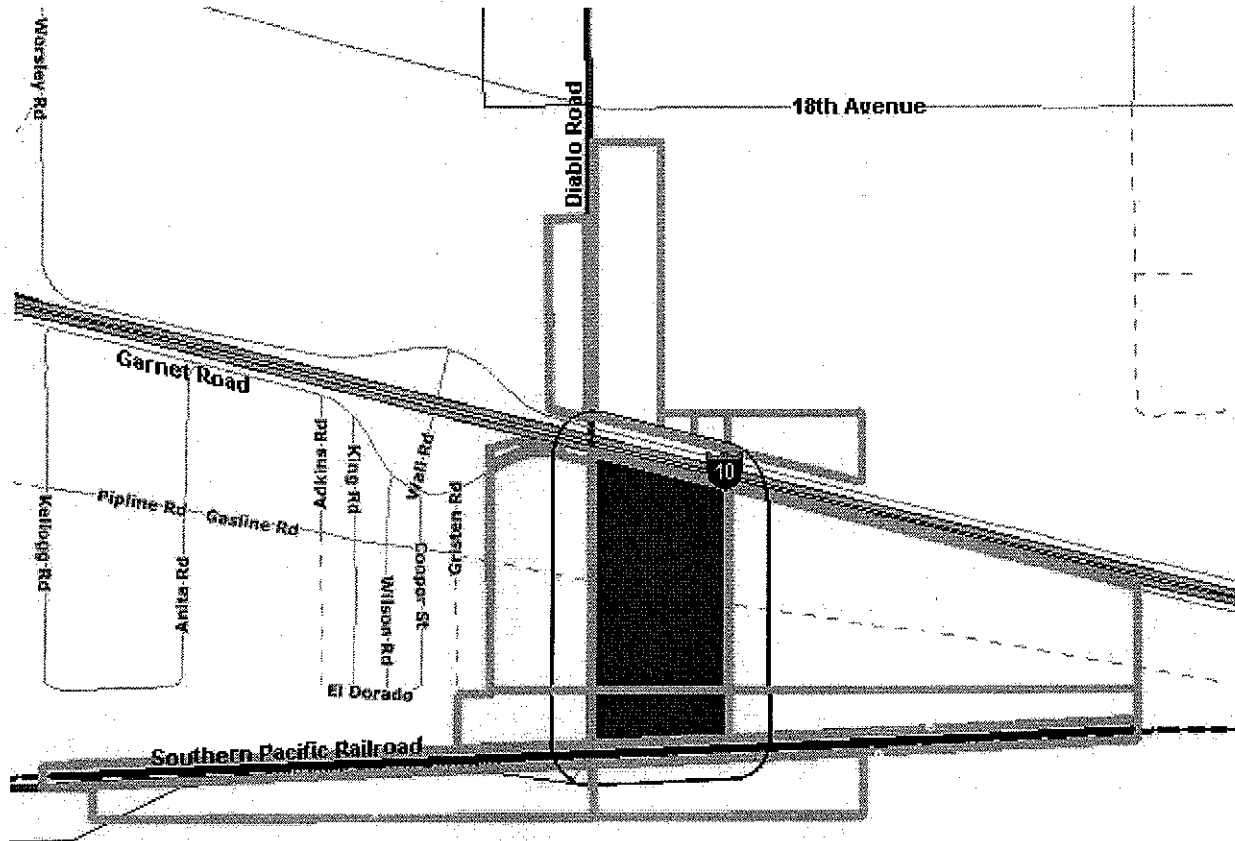 Worsley Rd
Diablo Road
18th Avenue
Garnet Road
10
Adkins Rd
King Rd
Wall Rd
Gristen Rd
Pipline Rd
Gasline Rd
Kellogg Rd
Anita Rd
Wilson Rd
Cooper St
El Dorado
Southern Pacific Railroad